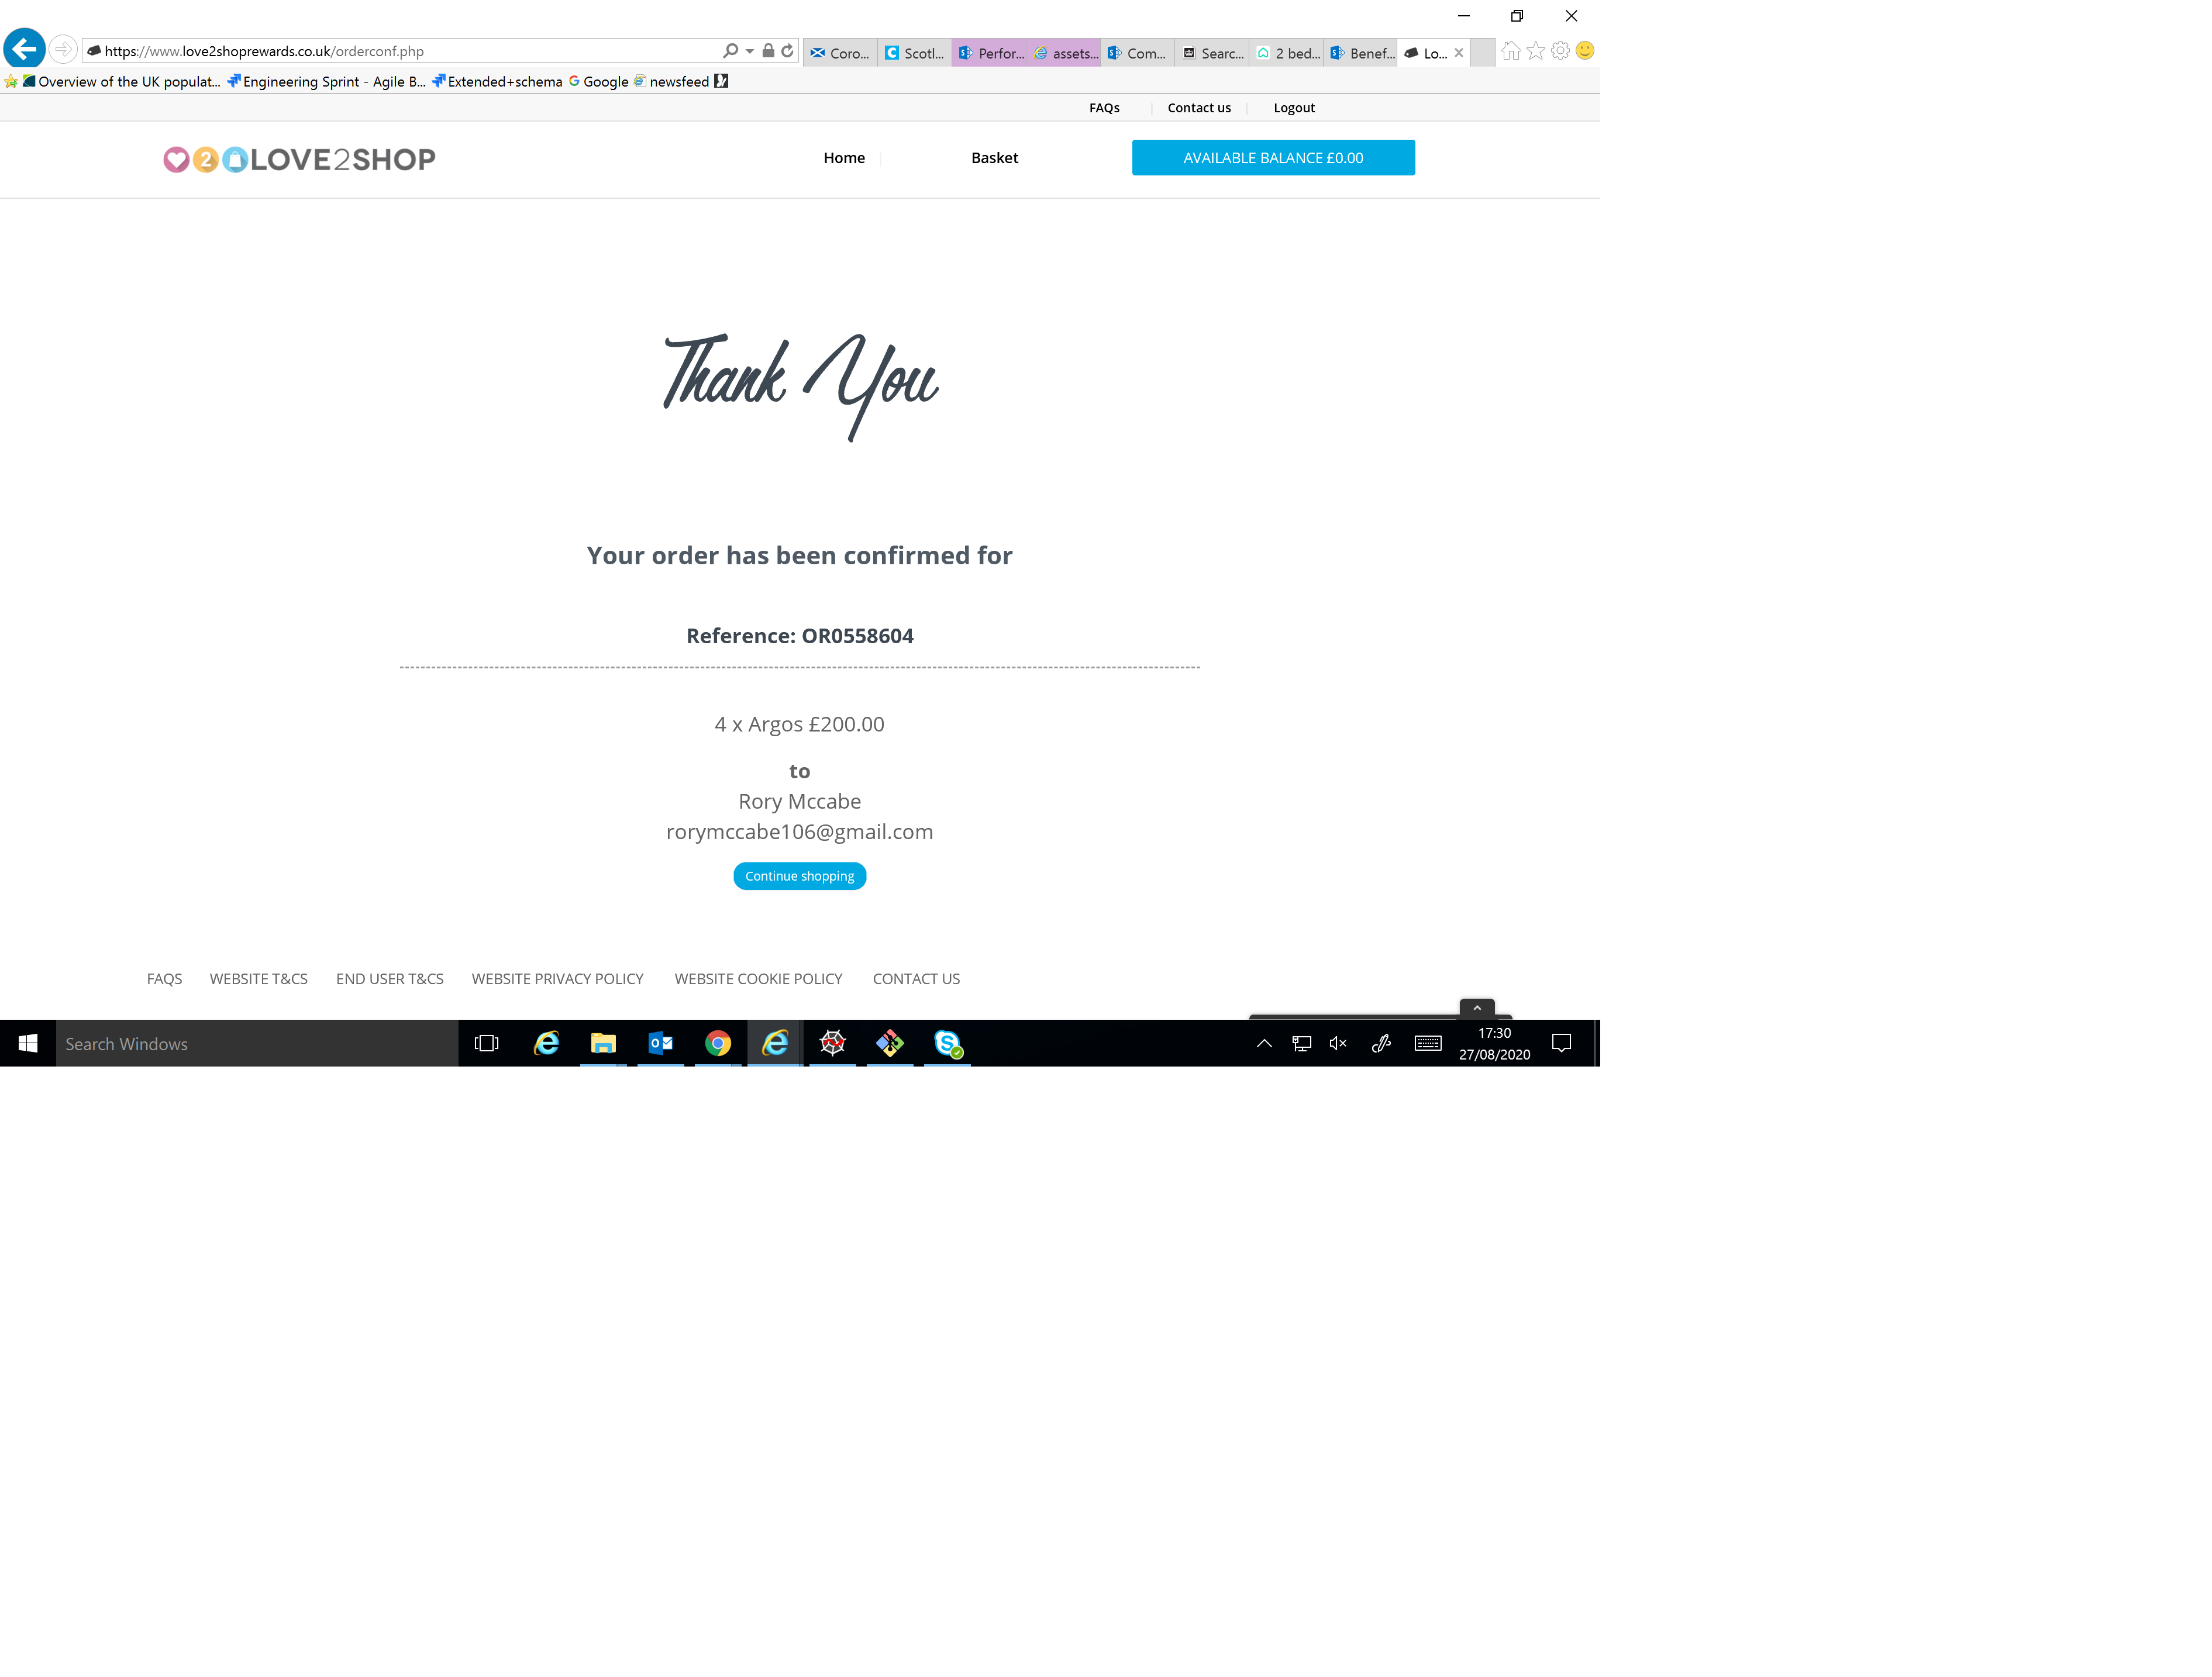 https://www.love2shoprewards.co.uk/orderconf.php
Coro...
Scotl...
Perfor...
assets...
Com...
Searc...
2 bed...
Benef...
Lo...
Overview of the UK populat...
Engineering Sprint - Agile B...
Extended+schema
Google
newsfeed
FAQs
Contact us
Logout
2 LOVE2SHOP
Home
Basket
AVAILABLE BALANCE £0.00
Thank You
Your order has been confirmed for
Reference: OR0558604
4 x Argos £200.00
to
Rory Mccabe
rorymccabe106@gmail.com
Continue shopping
FAQS
WEBSITE T&CS
END USER T&CS
WEBSITE PRIVACY POLICY
WEBSITE COOKIE POLICY
CONTACT US
Search Windows
17:30
27/08/2020